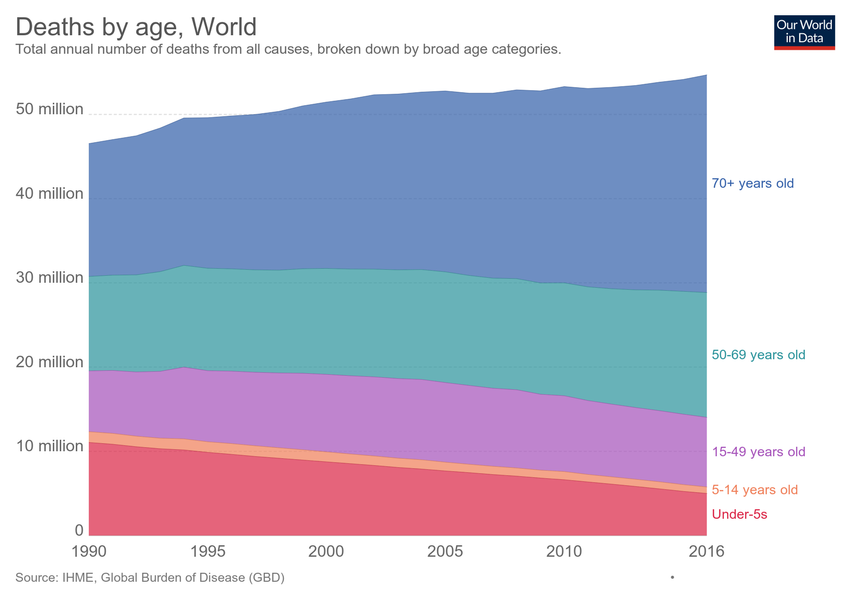 Deaths by age, World
Total annual number of deaths from all causes, broken down by broad age categories.
Our World
in Data
50 million
40 million
30 million
20 million
10 million
0
70+ years old
50-69 years old
15-49 years old
5-14 years old
Under-5s
1990
1995
2000
2005
2010
2016
Source: IHME, Global Burden of Disease (GBD)